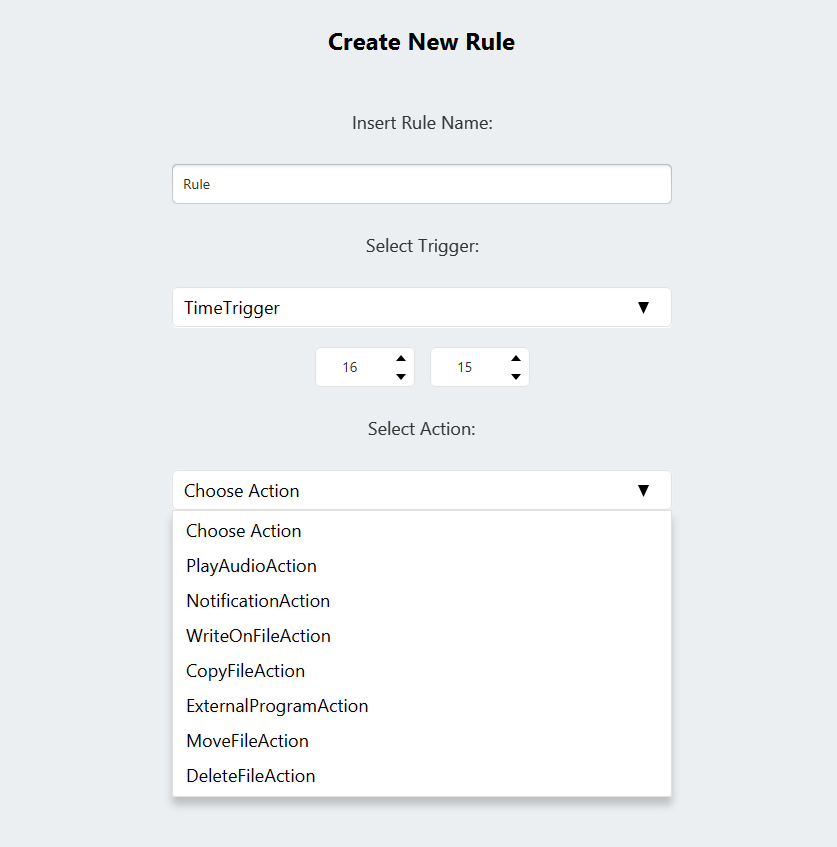 Create New Rule
Insert Rule Name:
Rule
Select Trigger:
TimeTrigger ▼
16 15
Select Action:
Choose Action ▼
Choose Action
PlayAudioAction
NotificationAction
WriteOnFileAction
CopyFileAction
ExternalProgramAction
MoveFileAction
DeleteFileAction